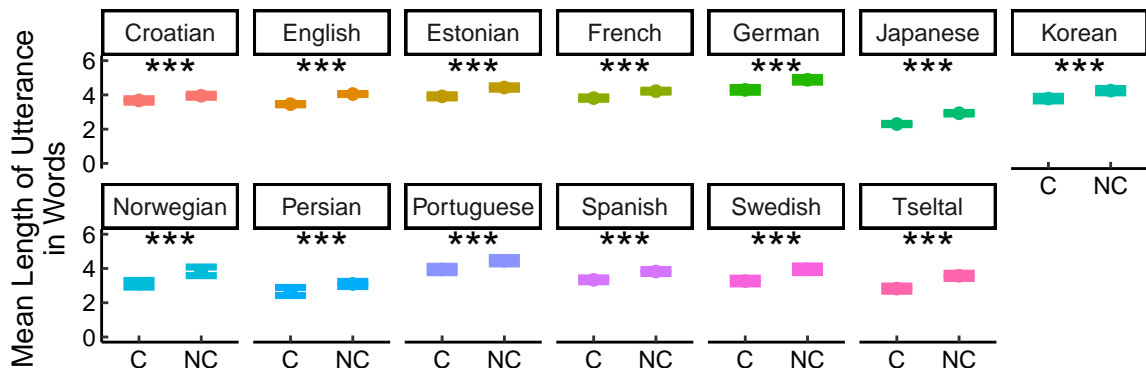 Mean Length of Utterance
in Words
Croatian English Estonian French German Japanese Korean
6 *** *** *** *** *** *** ***
4
2
0
C NC
Norwegian Persian Portuguese Spanish Swedish Tseltal
6 *** *** *** *** *** ***
4
2
0
C NC C NC C NC C NC C NC C NC